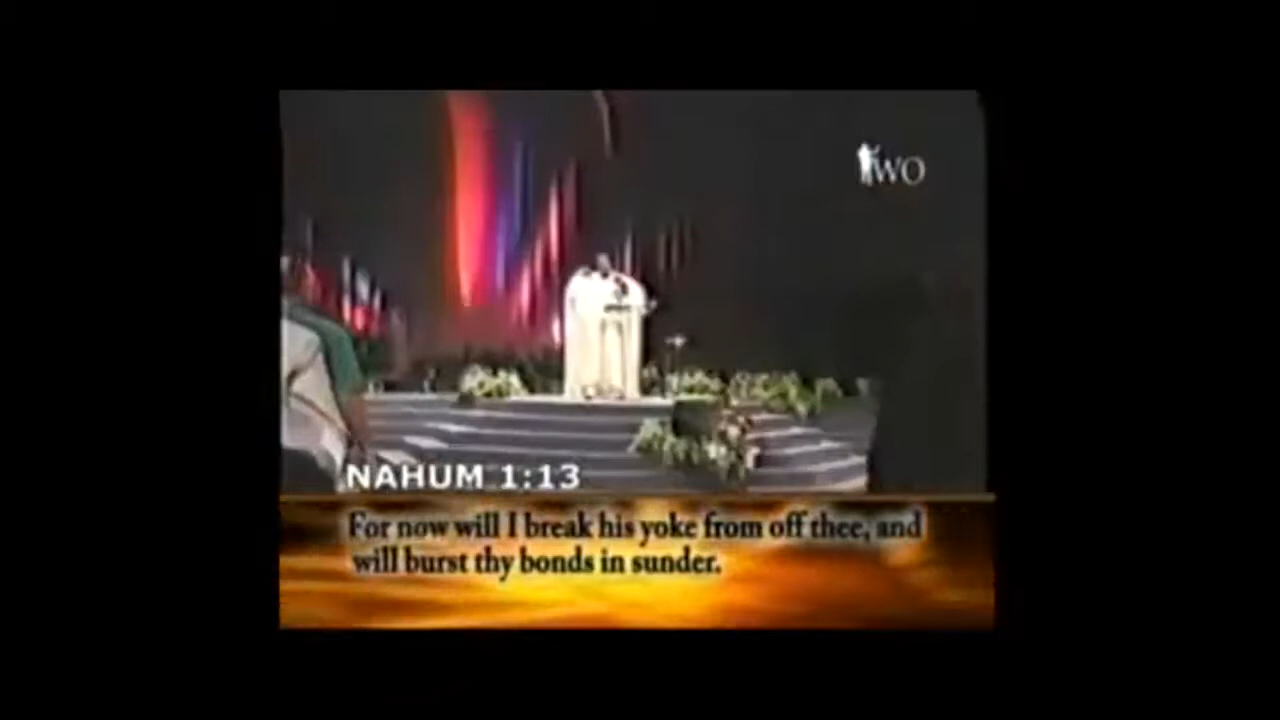 WO
NAHUM 1:13
For now will I break his yoke from off thee, and
will burst thy bonds in sunder.